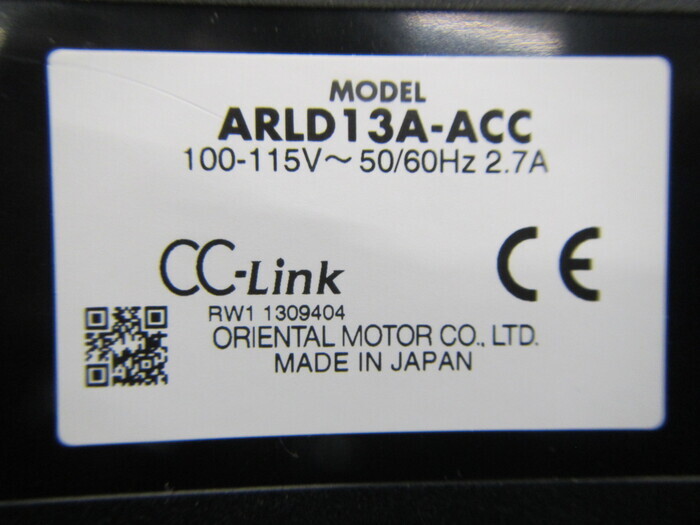 MODEL
ARLD13A-ACC
100-115V～50/60Hz 2.7A
CC-Link
CE
RW1 1309404
ORIENTAL MOTOR CO., LTD.
MADE IN JAPAN